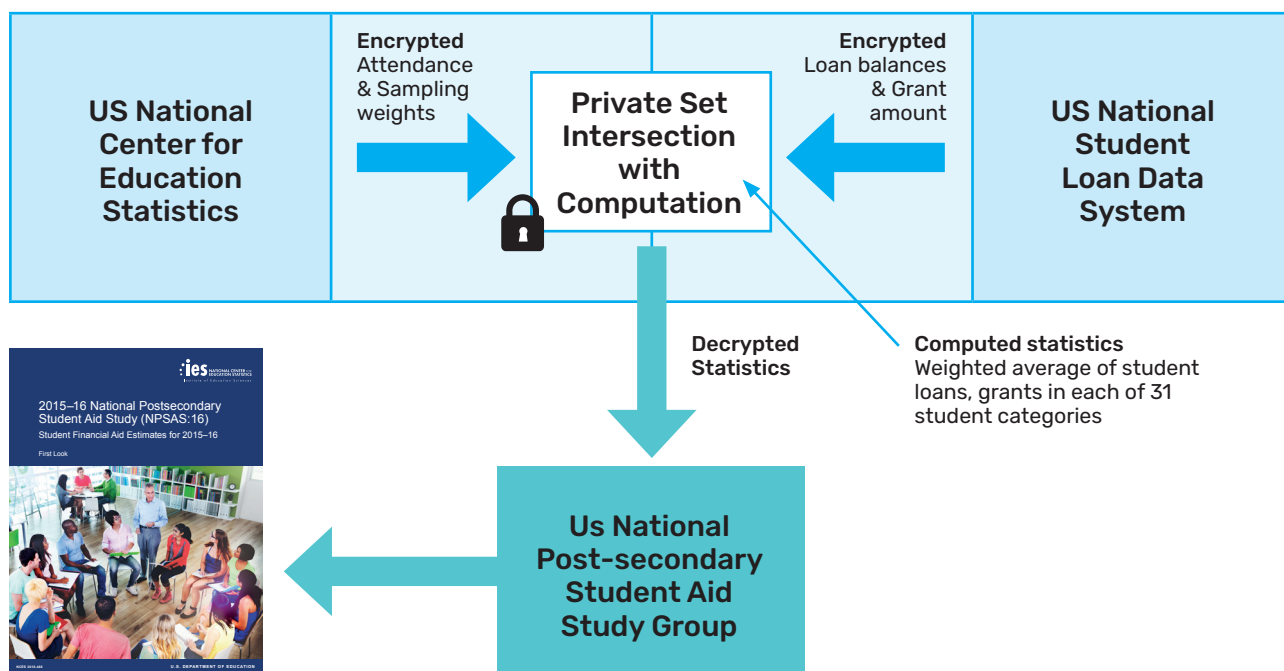 US National
Center for
Education
Statistics
Encrypted
Attendance
& Sampling
weights
Private Set
Intersection
with
Computation
Encrypted
Loan balances
& Grant
amount
US National
Student
Loan Data
System
Decrypted
Statistics
Computed statistics
Weighted average of student
loans, grants in each of 31
student categories
ies NATIONAL CENTER FOR
EDUCATION STATISTICS
Institute of Education Sciences
2015–16 National Postsecondary
Student Aid Study (NPSAS:16)
Student Financial Aid Estimates for 2015–16
First Look
U.S. DEPARTMENT OF EDUCATION
Us National
Post-secondary
Student Aid
Study Group